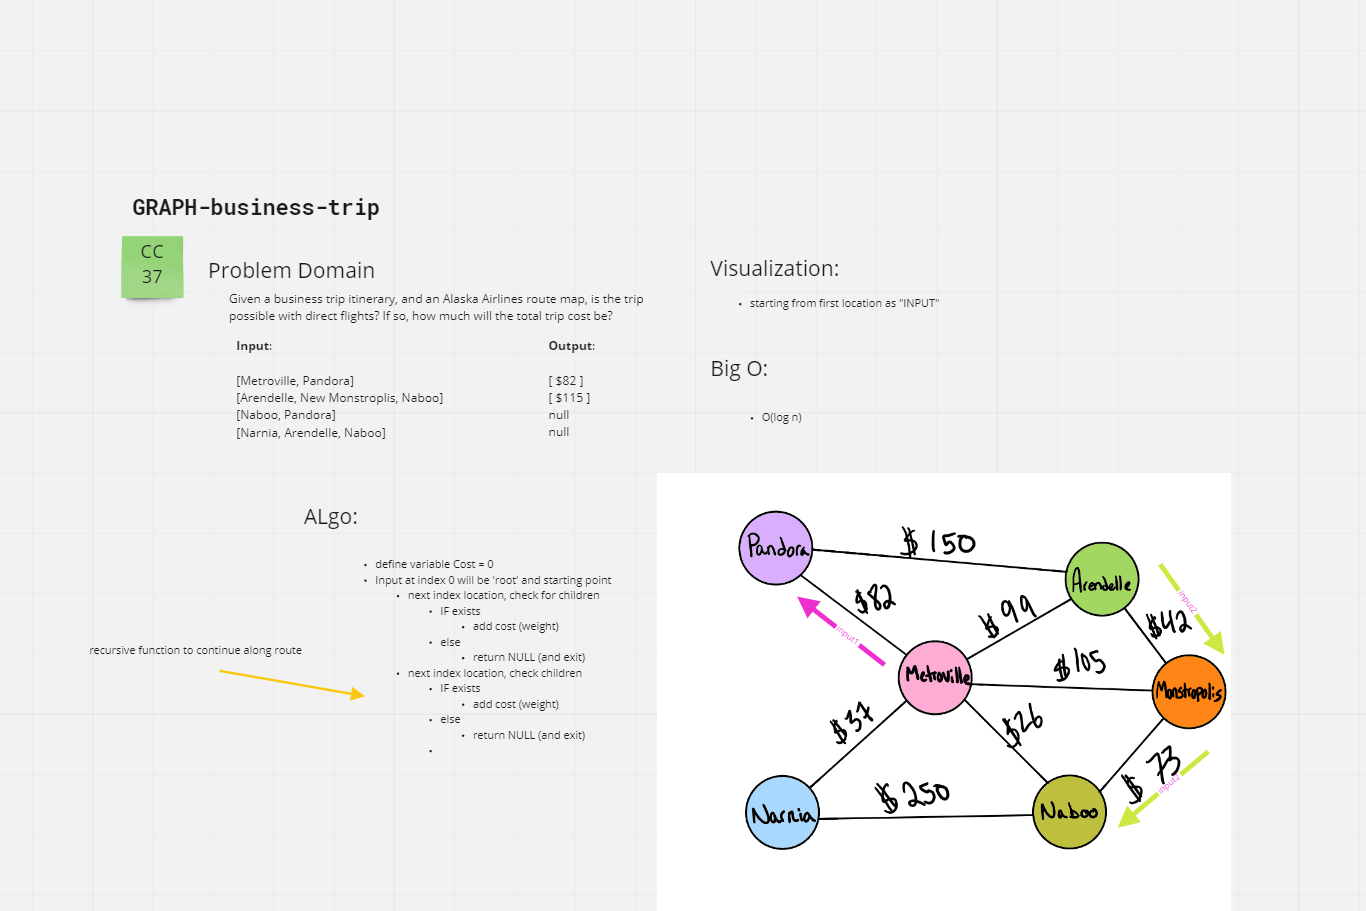 GRAPH-business-trip
CC
37
Problem Domain
Given a business trip itinerary, and an Alaska Airlines route map, is the trip
possible with direct flights? If so, how much will the total trip cost be?
Input: Output:
[Metroville, Pandora] [ $82 ]
[Arendelle, New Monstroplis, Naboo] [ $115 ]
[Naboo, Pandora] null
[Narnia, Arendelle, Naboo] null
Visualization:
starting from first location as "INPUT"
Big O:
O(log n)
ALgo:
define variable Cost = 0
Input at index 0 will be 'root' and starting point
next index location, check for children
IF exists
add cost (weight)
else
return NULL (and exit)
next index location, check children
IF exists
add cost (weight)
else
return NULL (and exit)
recursive function to continue along route
Pandora
$150
Arendelle
$82
input1
$99
input2
$42
Metroville
$105
Monstropolis
$37
$26
$73
input2
Narnia
$250
Naboo